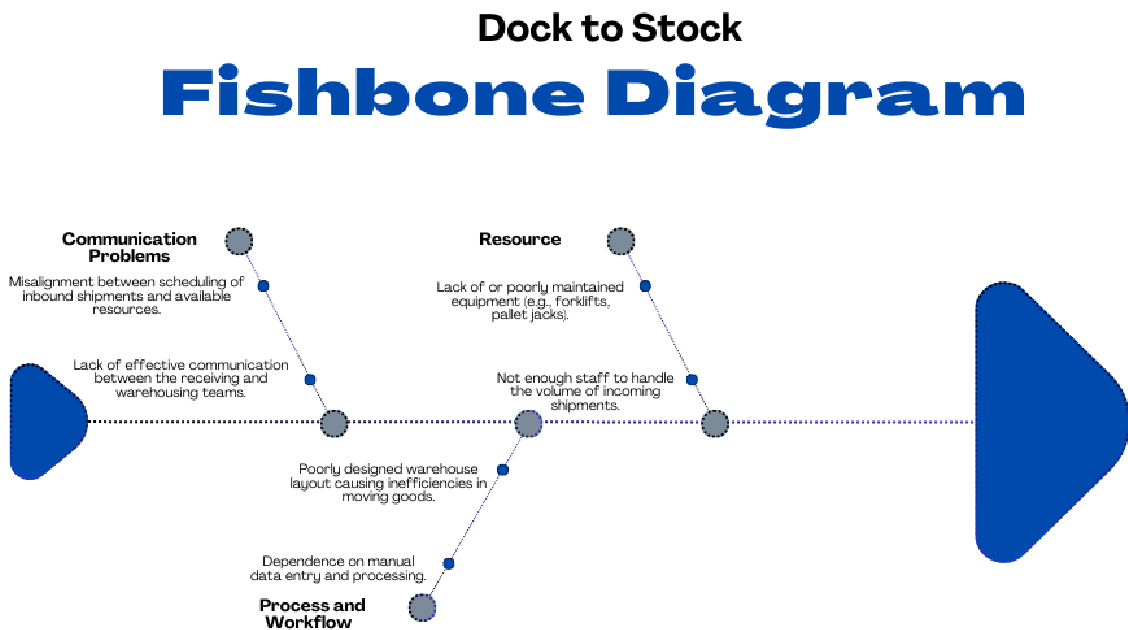 Dock to Stock
Fishbone Diagram
Communication
Problems
Misalignment between scheduling of
inbound shipments and available
resources.
Lack of effective communication
between the receiving and
warehousing teams.
Resource
Lack of or poorly maintained
equipment (e.g., forklifts,
pallet jacks).
Not enough staff to handle
the volume of incoming
shipments.
Poorly designed warehouse
layout causing inefficiencies in
moving goods.
Dependence on manual
data entry and processing.
Process and
Workflow